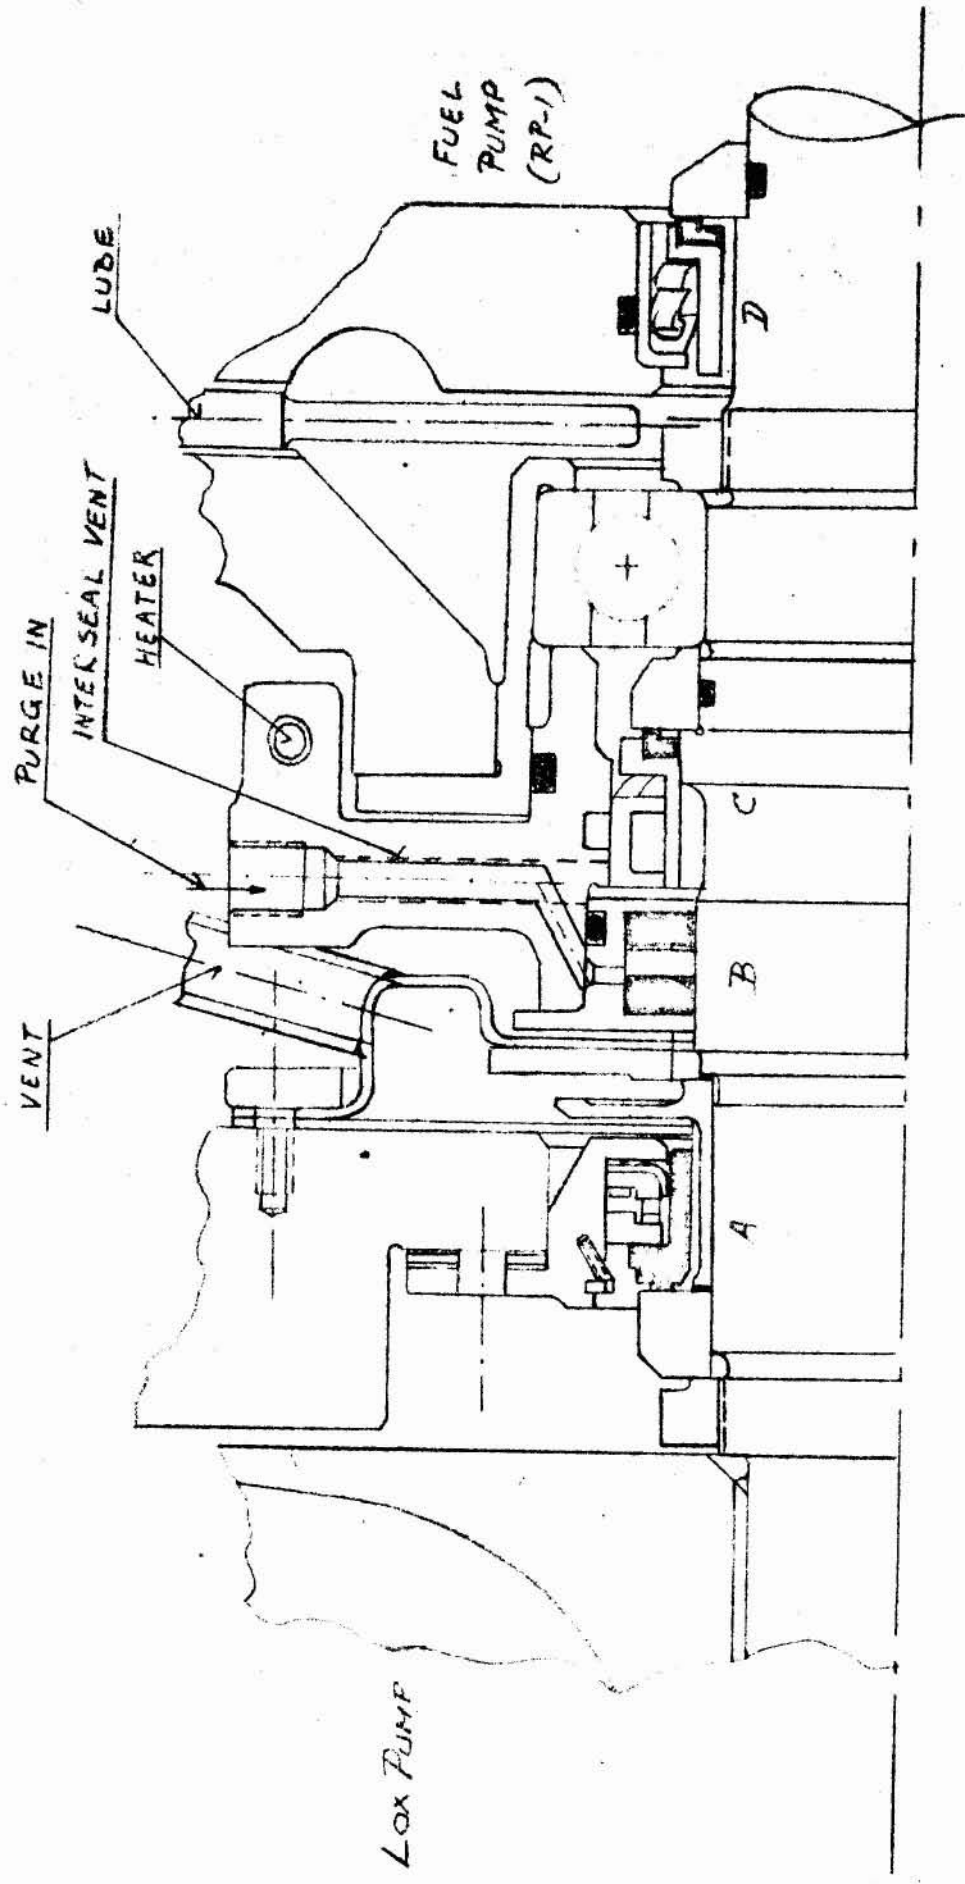 VENT
PURGE IN
INTERSEAL VENT
HEATER
LUBE
FUEL
PUMP
(RP-1)
LOX PUMP
A
B
C
D